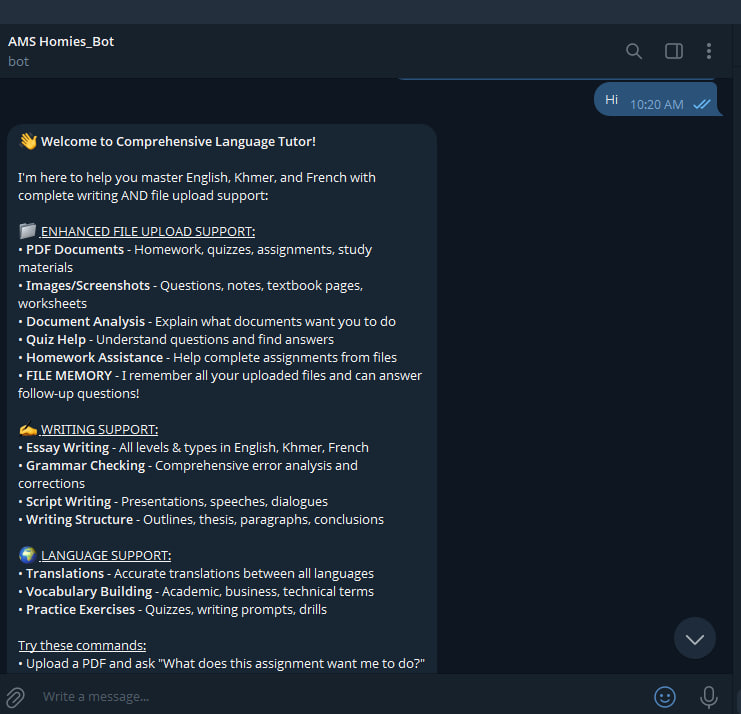 AMS Homies_Bot
bot
Hi 10:20 AM
👋 Welcome to Comprehensive Language Tutor!
I'm here to help you master English, Khmer, and French with
complete writing AND file upload support:
📁 ENHANCED FILE UPLOAD SUPPORT:
• PDF Documents - Homework, quizzes, assignments, study
materials
• Images/Screenshots - Questions, notes, textbook pages,
worksheets
• Document Analysis - Explain what documents want you to do
• Quiz Help - Understand questions and find answers
• Homework Assistance - Help complete assignments from files
• FILE MEMORY - I remember all your uploaded files and can answer
follow-up questions!
✍️ WRITING SUPPORT:
• Essay Writing - All levels & types in English, Khmer, French
• Grammar Checking - Comprehensive error analysis and
corrections
• Script Writing - Presentations, speeches, dialogues
• Writing Structure - Outlines, thesis, paragraphs, conclusions
🌍 LANGUAGE SUPPORT:
• Translations - Accurate translations between all languages
• Vocabulary Building - Academic, business, technical terms
• Practice Exercises - Quizzes, writing prompts, drills
Try these commands:
• Upload a PDF and ask "What does this assignment want me to do?"
Write a message...